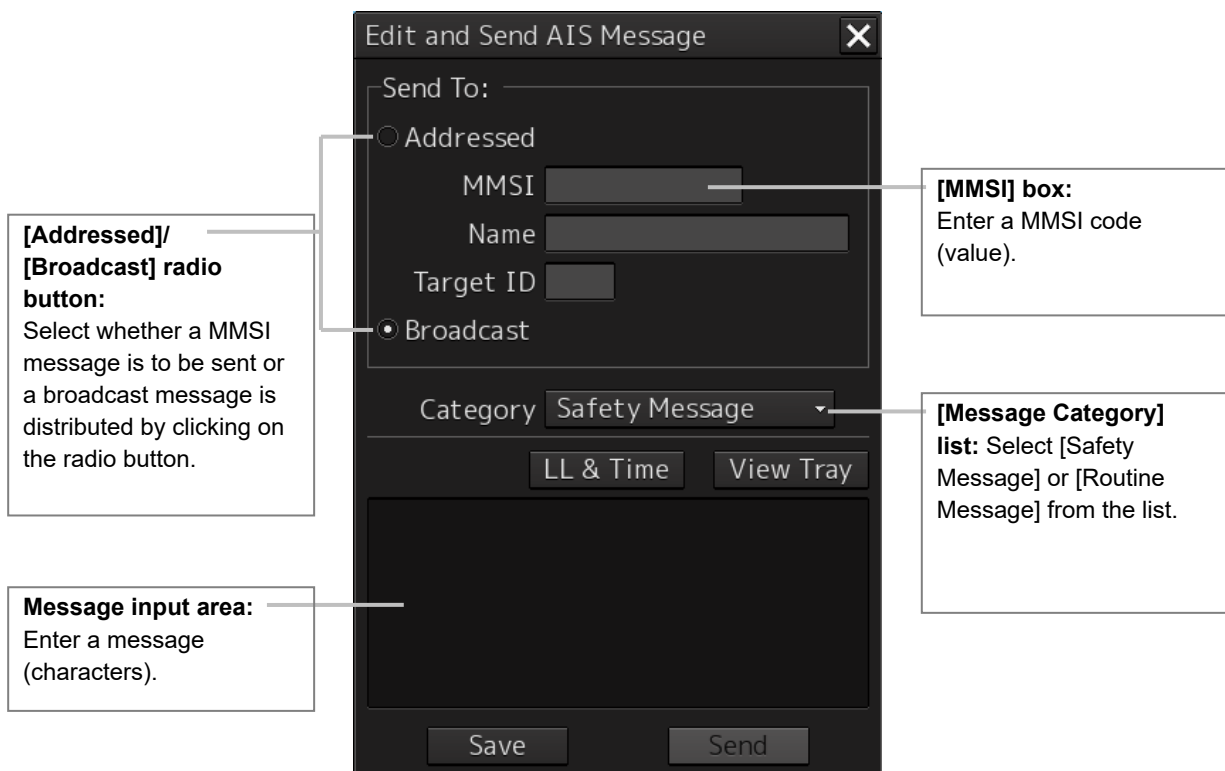 Edit and Send AIS Message
Send To:
Addressed
MMSI
Name
Target ID
Broadcast
Category Safety Message
LL & Time View Tray
Save Send
[Addressed]/
[Broadcast] radio
button:
Select whether a MMSI
message is to be sent or
a broadcast message is
distributed by clicking on
the radio button.
Message input area:
Enter a message
(characters).
[MMSI] box:
Enter a MMSI code
(value).
[Message Category]
list: Select [Safety
Message] or [Routine
Message] from the list.